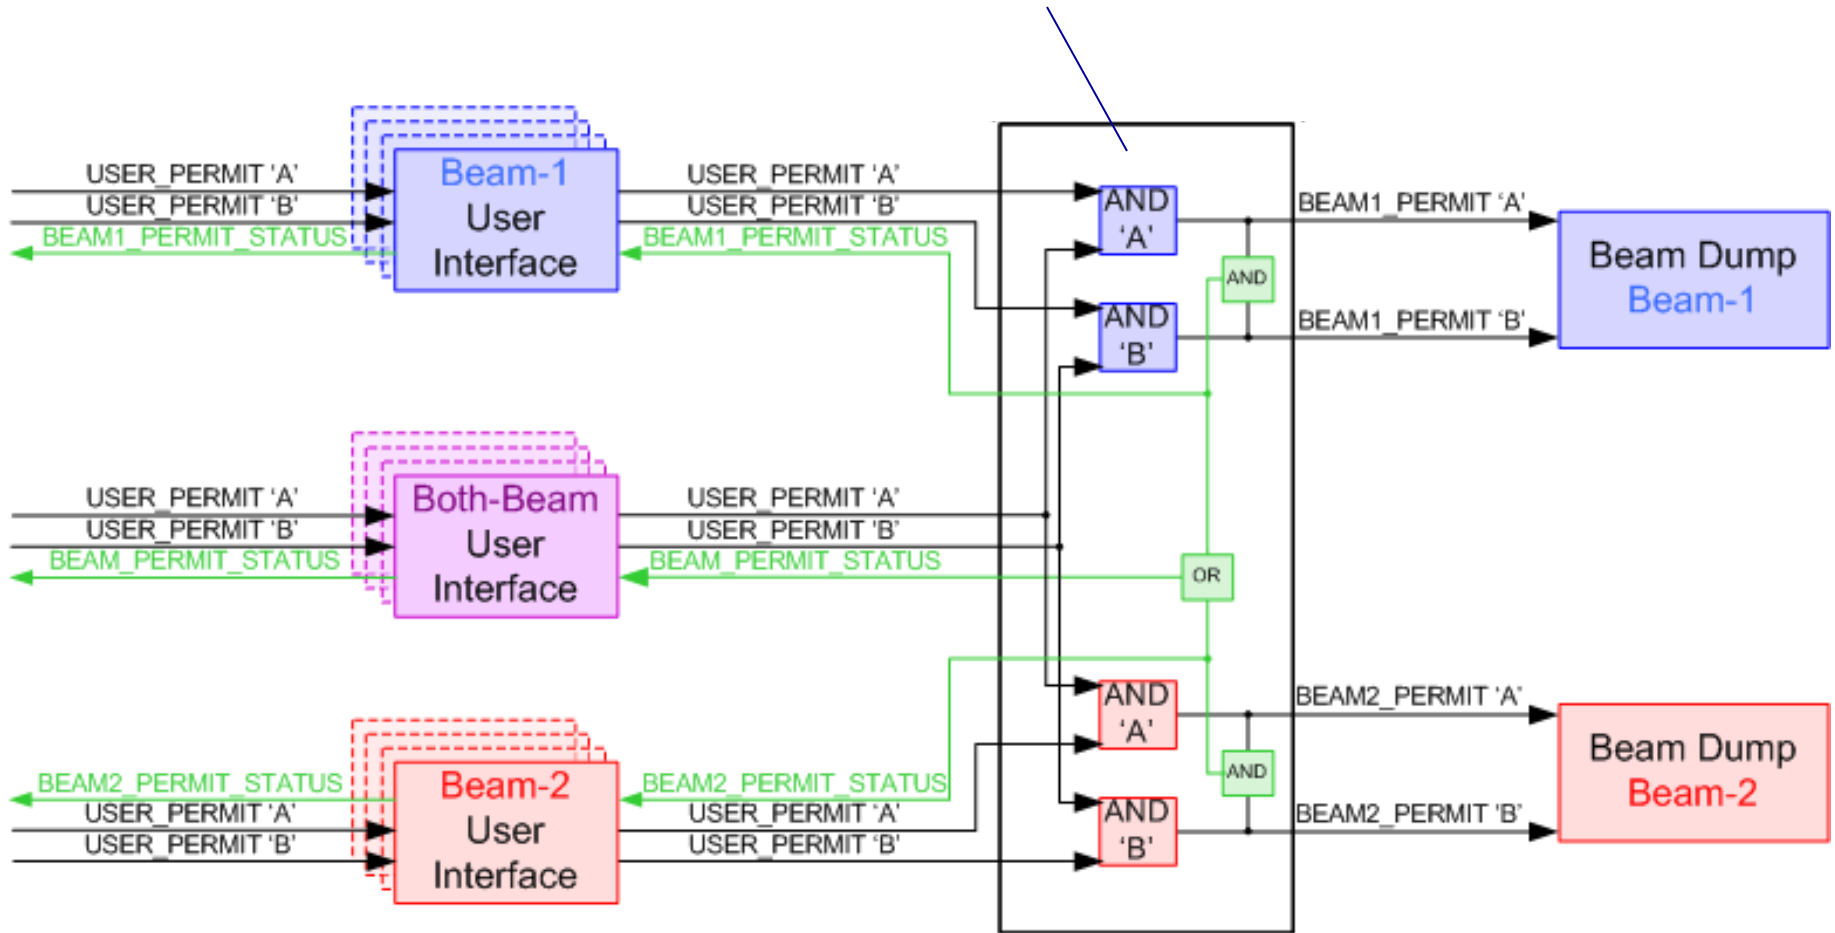 USER_PERMIT ‘A’
USER_PERMIT ‘B’
BEAM1_PERMIT_STATUS
Beam-1
User
Interface
USER_PERMIT ‘A’
USER_PERMIT ‘B’
BEAM1_PERMIT_STATUS
AND
‘A’
AND
‘B’
AND
BEAM1_PERMIT ‘A’
BEAM1_PERMIT ‘B’
Beam Dump
Beam-1
USER_PERMIT ‘A’
USER_PERMIT ‘B’
BEAM_PERMIT_STATUS
Both-Beam
User
Interface
USER_PERMIT ‘A’
USER_PERMIT ‘B’
BEAM_PERMIT_STATUS
OR
BEAM2_PERMIT_STATUS
USER_PERMIT ‘A’
USER_PERMIT ‘B’
Beam-2
User
Interface
BEAM2_PERMIT_STATUS
USER_PERMIT ‘A’
USER_PERMIT ‘B’
AND
‘A’
AND
‘B’
AND
BEAM2_PERMIT ‘A’
BEAM2_PERMIT ‘B’
Beam Dump
Beam-2